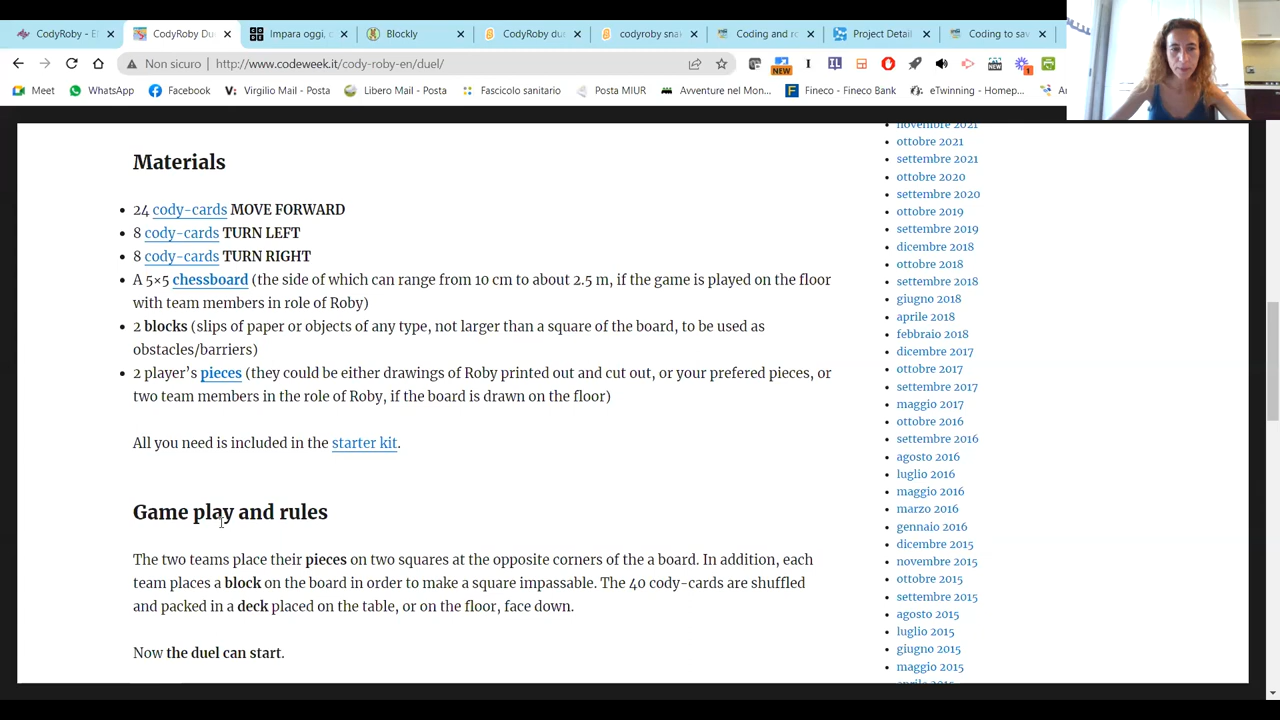 CodyRoby - E
CodyRoby Du
Impara oggi, c
Blockly
CodyRoby du
codyroby snak
Coding and ro
Project Detail
Coding to sav
Non sicuro
http://www.codeweek.it/cody-roby-en/duel/
NEW
NEW
1
Meet
WhatsApp
Facebook
Virgilio Mail - Posta
Libero Mail - Posta
Fascicolo sanitario
Posta MIUR
Avventure nel Mon...
Fineco - Fineco Bank
eTwinning - Homep...
Materials
24 cody-cards MOVE FORWARD
8 cody-cards TURN LEFT
8 cody-cards TURN RIGHT
A 5×5 chessboard (the side of which can range from 10 cm to about 2.5 m, if the game is played on the floor
with team members in role of Roby)
2 blocks (slips of paper or objects of any type, not larger than a square of the board, to be used as
obstacles/barriers)
2 player's pieces (they could be either drawings of Roby printed out and cut out, or your prefered pieces, or
two team members in the role of Roby, if the board is drawn on the floor)
All you need is included in the starter kit.
Game play and rules
The two teams place their pieces on two squares at the opposite corners of the a board. In addition, each
team places a block on the board in order to make a square impassable. The 40 cody-cards are shuffled
and packed in a deck placed on the table, or on the floor, face down.
Now the duel can start.
novembre 2021
ottobre 2021
settembre 2021
ottobre 2020
settembre 2020
ottobre 2019
settembre 2019
dicembre 2018
ottobre 2018
settembre 2018
giugno 2018
aprile 2018
febbraio 2018
dicembre 2017
ottobre 2017
settembre 2017
maggio 2017
ottobre 2016
settembre 2016
agosto 2016
luglio 2016
maggio 2016
marzo 2016
gennaio 2016
dicembre 2015
novembre 2015
ottobre 2015
settembre 2015
agosto 2015
luglio 2015
giugno 2015
maggio 2015
aprile 2015